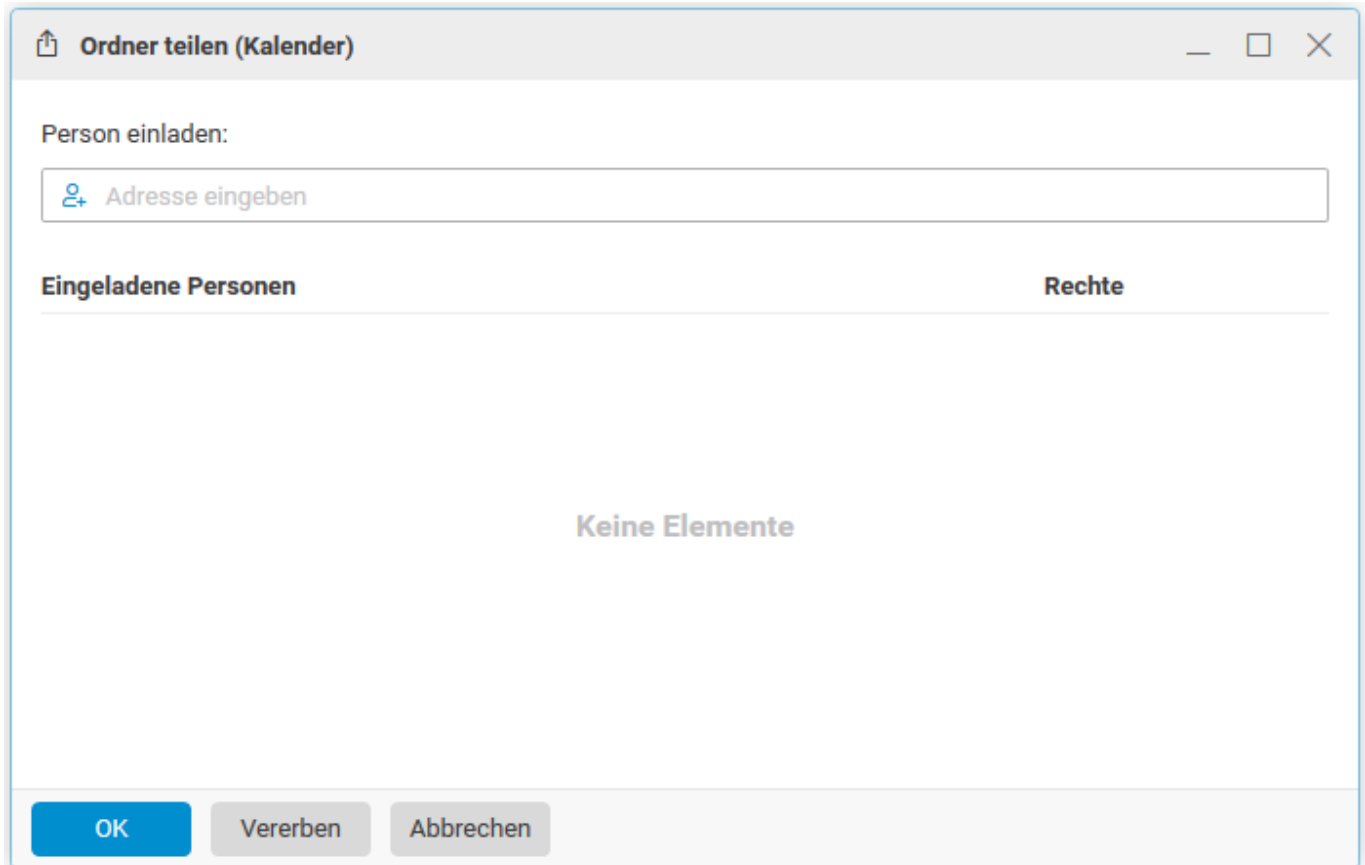 Ordner teilen (Kalender)
Person einladen:
Adresse eingeben
Eingeladene Personen Rechte
Keine Elemente
OK Vererben Abbrechen